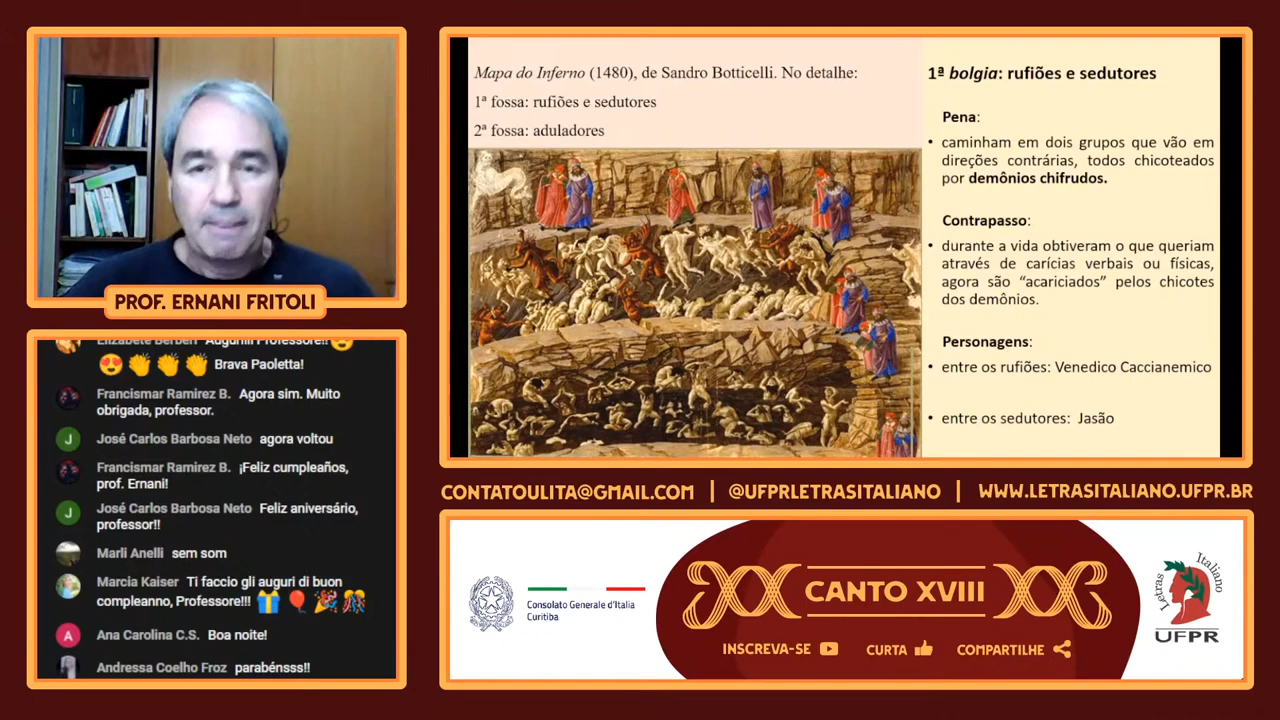 PROF. ERNANI FRITOLI
Elizabete Berberi Auguriii Professore!!
Brava Paoletta!
Francismar Ramirez B. Agora sim. Muito
obrigada, professor.
J José Carlos Barbosa Neto agora voltou
Francismar Ramirez B. ¡Feliz cumpleaños,
prof. Ernani!
J José Carlos Barbosa Neto Feliz aniversário,
professor!!
Marli Anelli sem som
Marcia Kaiser Ti faccio gli auguri di buon
compleanno, Professore!!!
A Ana Carolina C.S. Boa noite!
Andressa Coelho Froz parabénsss!!
Mapa do Inferno (1480), de Sandro Botticelli. No detalhe:
1ª fossa: rufiões e sedutores
2ª fossa: aduladores
1ª bolgia: rufiões e sedutores
Pena:
• caminham em dois grupos que vão em
direções contrárias, todos chicoteados
por demônios chifrudos.
Contrapasso:
• durante a vida obtiveram o que queriam
através de carícias verbais ou físicas,
agora são “acariciados” pelos chicotes
dos demônios.
Personagens:
• entre os rufiões: Venedico Caccianemico
• entre os sedutores: Jasão
CONTATOULITA@GMAIL.COM | @UFPRLETRASITALIANO | WWW.LETRASITALIANO.UFPR.BR
Consolato Generale d'Italia
Curitiba
CANTO XVIII
INSCREVA-SE CURTA COMPARTILHE
Letras Italiano
UFPR